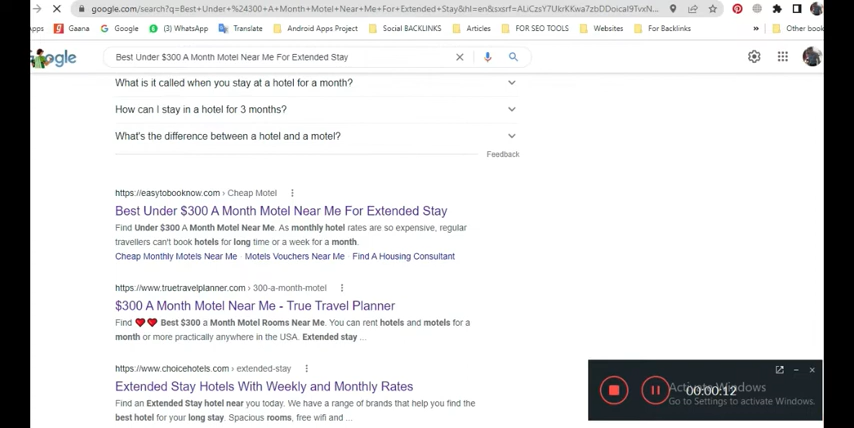 google.com/search?q=Best+Under+%24300+A+Month+Motel+Near+Me+For+Extended+Stay&hl=en&sxsrf=
Apps Gaana Google (3) WhatsApp Translate Android Apps Project Social BACKLINKS Articles FOR SEO TOOLS Websites For Backlinks » Other book
Google Best Under $300 A Month Motel Near Me For Extended Stay
What is it called when you stay at a hotel for a month?
How can I stay in a hotel for 3 months?
What's the difference between a hotel and a motel?
Feedback
https://easytobooknow.com › Cheap Motel
Best Under $300 A Month Motel Near Me For Extended Stay
Find Under $300 A Month Motel Near Me. As monthly hotel rates are so expensive, regular
travellers can't book hotels for long time or a week for a month.
Cheap Monthly Motels Near Me · Motels Vouchers Near Me · Find A Housing Consultant
https://www.truetravelplanner.com › 300-a-month-motel
$300 A Month Motel Near Me - True Travel Planner
Find ❤️❤️ Best $300 a Month Motel Rooms Near Me. You can rent hotels and motels for a
month or more practically anywhere in the USA. Extended stay ...
https://www.choicehotels.com › extended-stay
Extended Stay Hotels With Weekly and Monthly Rates
Find an Extended Stay hotel near you today. We have a range of brands that help you find the
best hotel for your long stay. Spacious rooms, free wifi and ...
Activate Windows
00:00:12
Go to Settings to activate Windows.